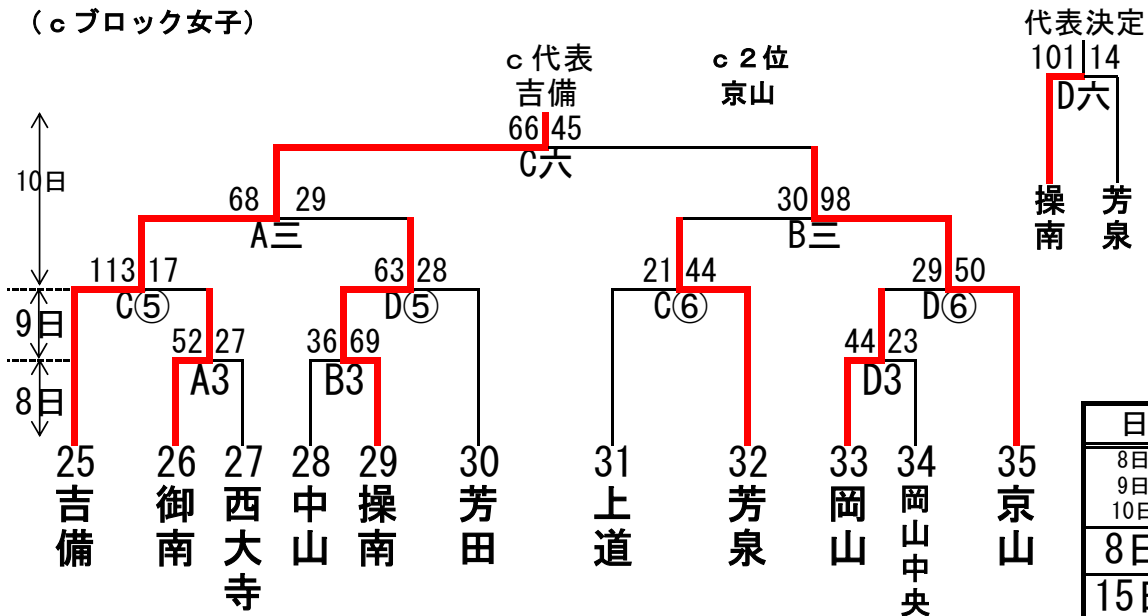 (cブロック女子)
代表決定
101 14
D六
操南 芳泉
c代表 c2位
吉備 京山
66 45
C六
10日
68 29 30 98
A三 B三
113 17 63 28 21 44 29 50
C⑤ D⑤ C⑥ D⑥
9日
52 27 36 69 44 23
A3 B3 D3
8日
25 26 27 28 29 30 31 32 33 34 35
吉備 御南 西大寺 中山 操南 芳田 上道 芳泉 岡山 岡山中央 京山
日
8日
9日
10日
8日
15日